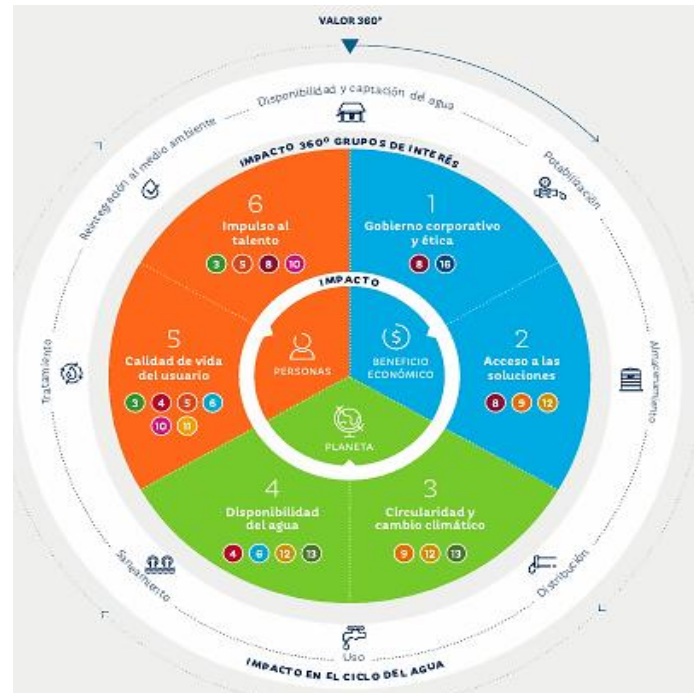 VALOR 360°
Disponibilidad y captación del agua
Potabilización
Almacenamiento
Distribución
Uso
Saneamiento
Tratamiento
Reintegración al medio ambiente
IMPACTO 360º GRUPOS DE INTERÉS
1
Gobierno corporativo
y ética
8 16
2
Acceso a las
soluciones
8 9 12
3
Circularidad y
cambio climático
9 12 13
4
Disponibilidad
del agua
4 6 12 13
5
Calidad de vida
del usuario
3 4 5 6
10 11
6
Impulso al
talento
3 5 8 10
IMPACTO
PERSONAS
BENEFICIO
ECONÓMICO
PLANETA
IMPACTO EN EL CICLO DEL AGUA